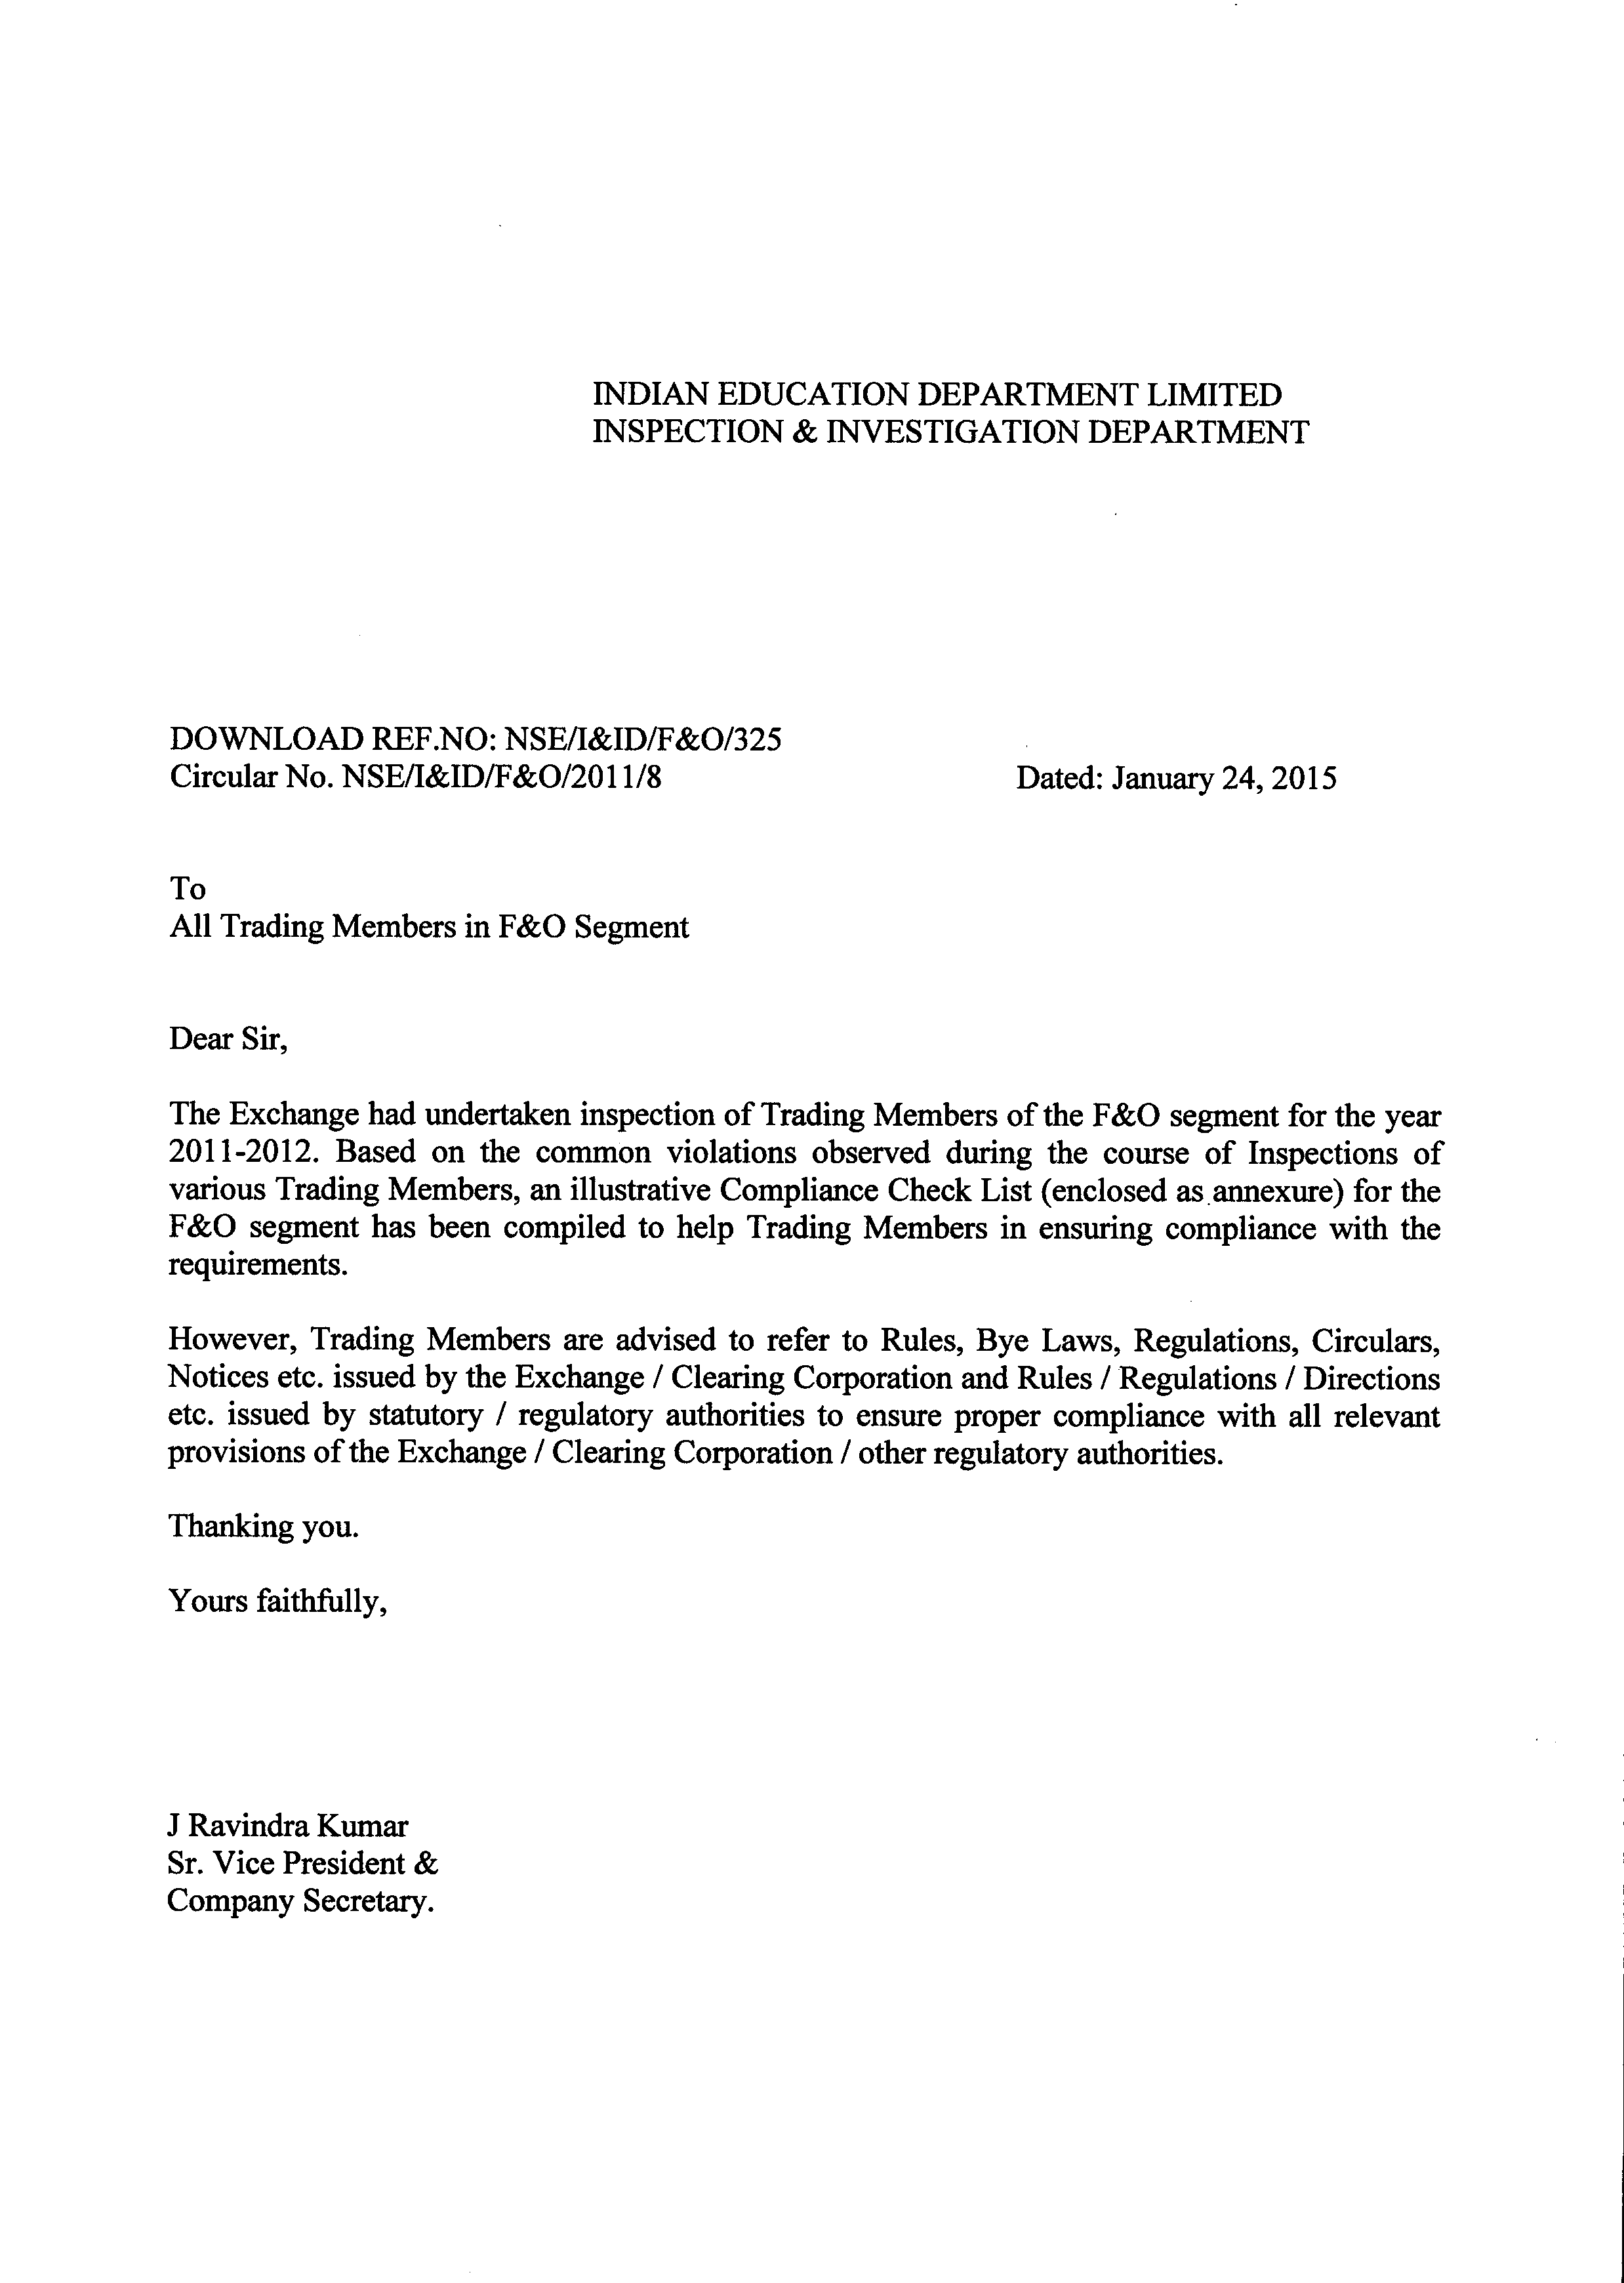 INDIAN EDUCATION DEPARTMENT LIMITED
INSPECTION & INVESTIGATION DEPARTMENT
DOWNLOAD REF.NO: NSE/I&ID/F&O/325
Circular No. NSE/I&ID/F&O/2011/8 Dated: January 24, 2015
To
All Trading Members in F&O Segment
Dear Sir,
The Exchange had undertaken inspection of Trading Members of the F&O segment for the year
2011-2012. Based on the common violations observed during the course of Inspections of
various Trading Members, an illustrative Compliance Check List (enclosed as annexure) for the
F&O segment has been compiled to help Trading Members in ensuring compliance with the
requirements.
However, Trading Members are advised to refer to Rules, Bye Laws, Regulations, Circulars,
Notices etc. issued by the Exchange / Clearing Corporation and Rules / Regulations / Directions
etc. issued by statutory / regulatory authorities to ensure proper compliance with all relevant
provisions of the Exchange / Clearing Corporation / other regulatory authorities.
Thanking you.
Yours faithfully,
J Ravindra Kumar
Sr. Vice President &
Company Secretary.